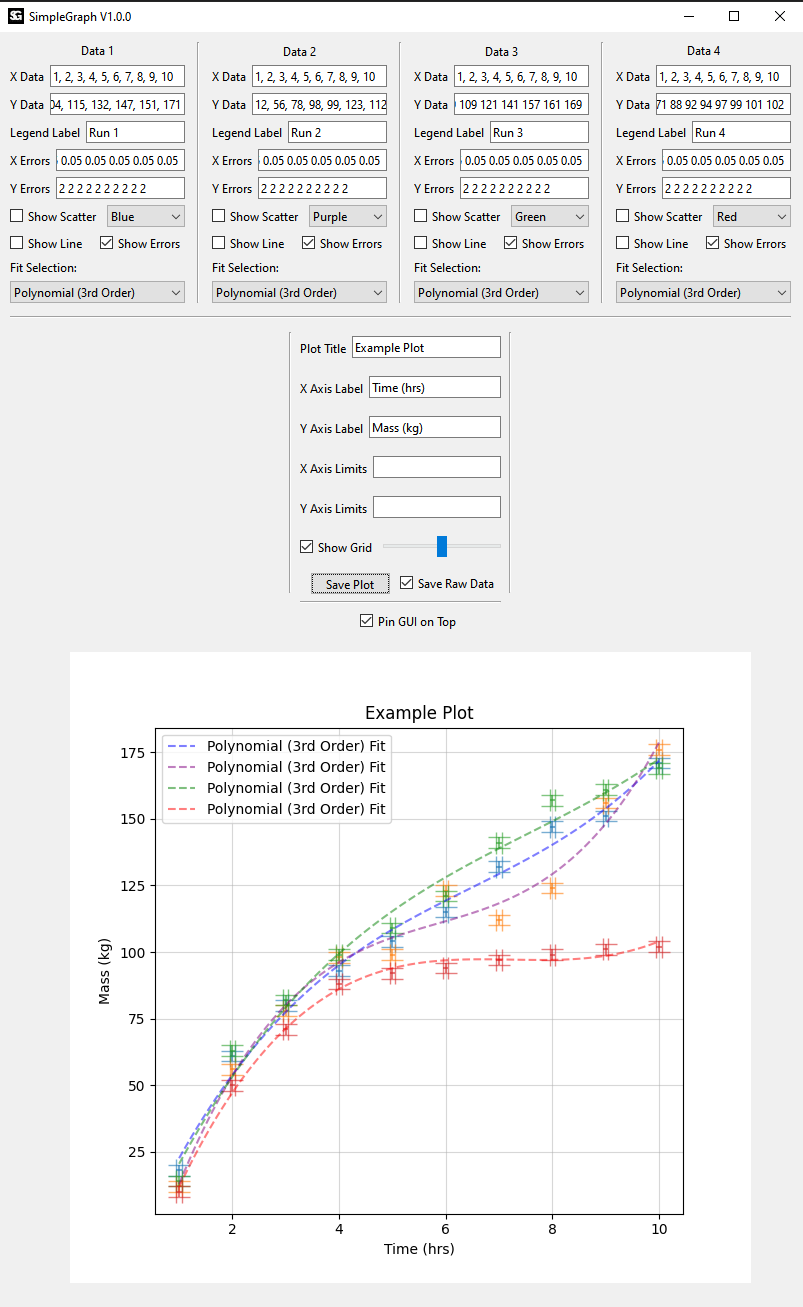 SG SimpleGraph V1.0.0
Data 1 Data 2 Data 3 Data 4
X Data 1, 2, 3, 4, 5, 6, 7, 8, 9, 10 X Data 1, 2, 3, 4, 5, 6, 7, 8, 9, 10 X Data 1, 2, 3, 4, 5, 6, 7, 8, 9, 10 X Data 1, 2, 3, 4, 5, 6, 7, 8, 9, 10
Y Data 04, 115, 132, 147, 151, 171 Y Data 12, 56, 78, 98, 99, 123, 112 Y Data 109 121 141 157 161 169 Y Data 71 88 92 94 97 99 101 102
Legend Label Run 1 Legend Label Run 2 Legend Label Run 3 Legend Label Run 4
X Errors 0.05 0.05 0.05 0.05 0.05 X Errors 0.05 0.05 0.05 0.05 0.05 X Errors 0.05 0.05 0.05 0.05 0.05 X Errors 0.05 0.05 0.05 0.05 0.05
Y Errors 2 2 2 2 2 2 2 2 2 2 Y Errors 2 2 2 2 2 2 2 2 2 2 Y Errors 2 2 2 2 2 2 2 2 2 2 Y Errors 2 2 2 2 2 2 2 2 2 2
Show Scatter Blue Show Scatter Purple Show Scatter Green Show Scatter Red
Show Line Show Errors Show Line Show Errors Show Line Show Errors Show Line Show Errors
Fit Selection: Fit Selection: Fit Selection: Fit Selection:
Polynomial (3rd Order) Polynomial (3rd Order) Polynomial (3rd Order) Polynomial (3rd Order)
Plot Title Example Plot
X Axis Label Time (hrs)
Y Axis Label Mass (kg)
X Axis Limits
Y Axis Limits
Show Grid
Save Plot Save Raw Data
Pin GUI on Top
Example Plot
Polynomial (3rd Order) Fit
Polynomial (3rd Order) Fit
Polynomial (3rd Order) Fit
Polynomial (3rd Order) Fit
175
150
125
100
75
50
25
Mass (kg)
2 4 6 8 10
Time (hrs)